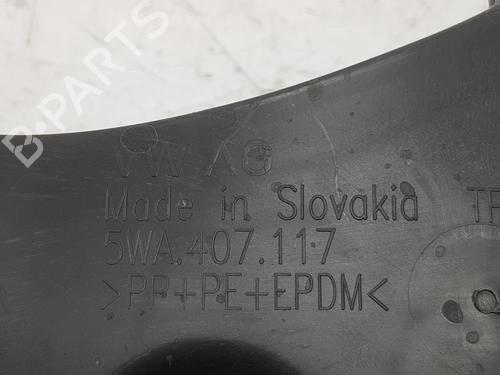 B-PARTS
VW AG
Made in Slovakia
5WA.407.117
>PP+PE+EPDM<